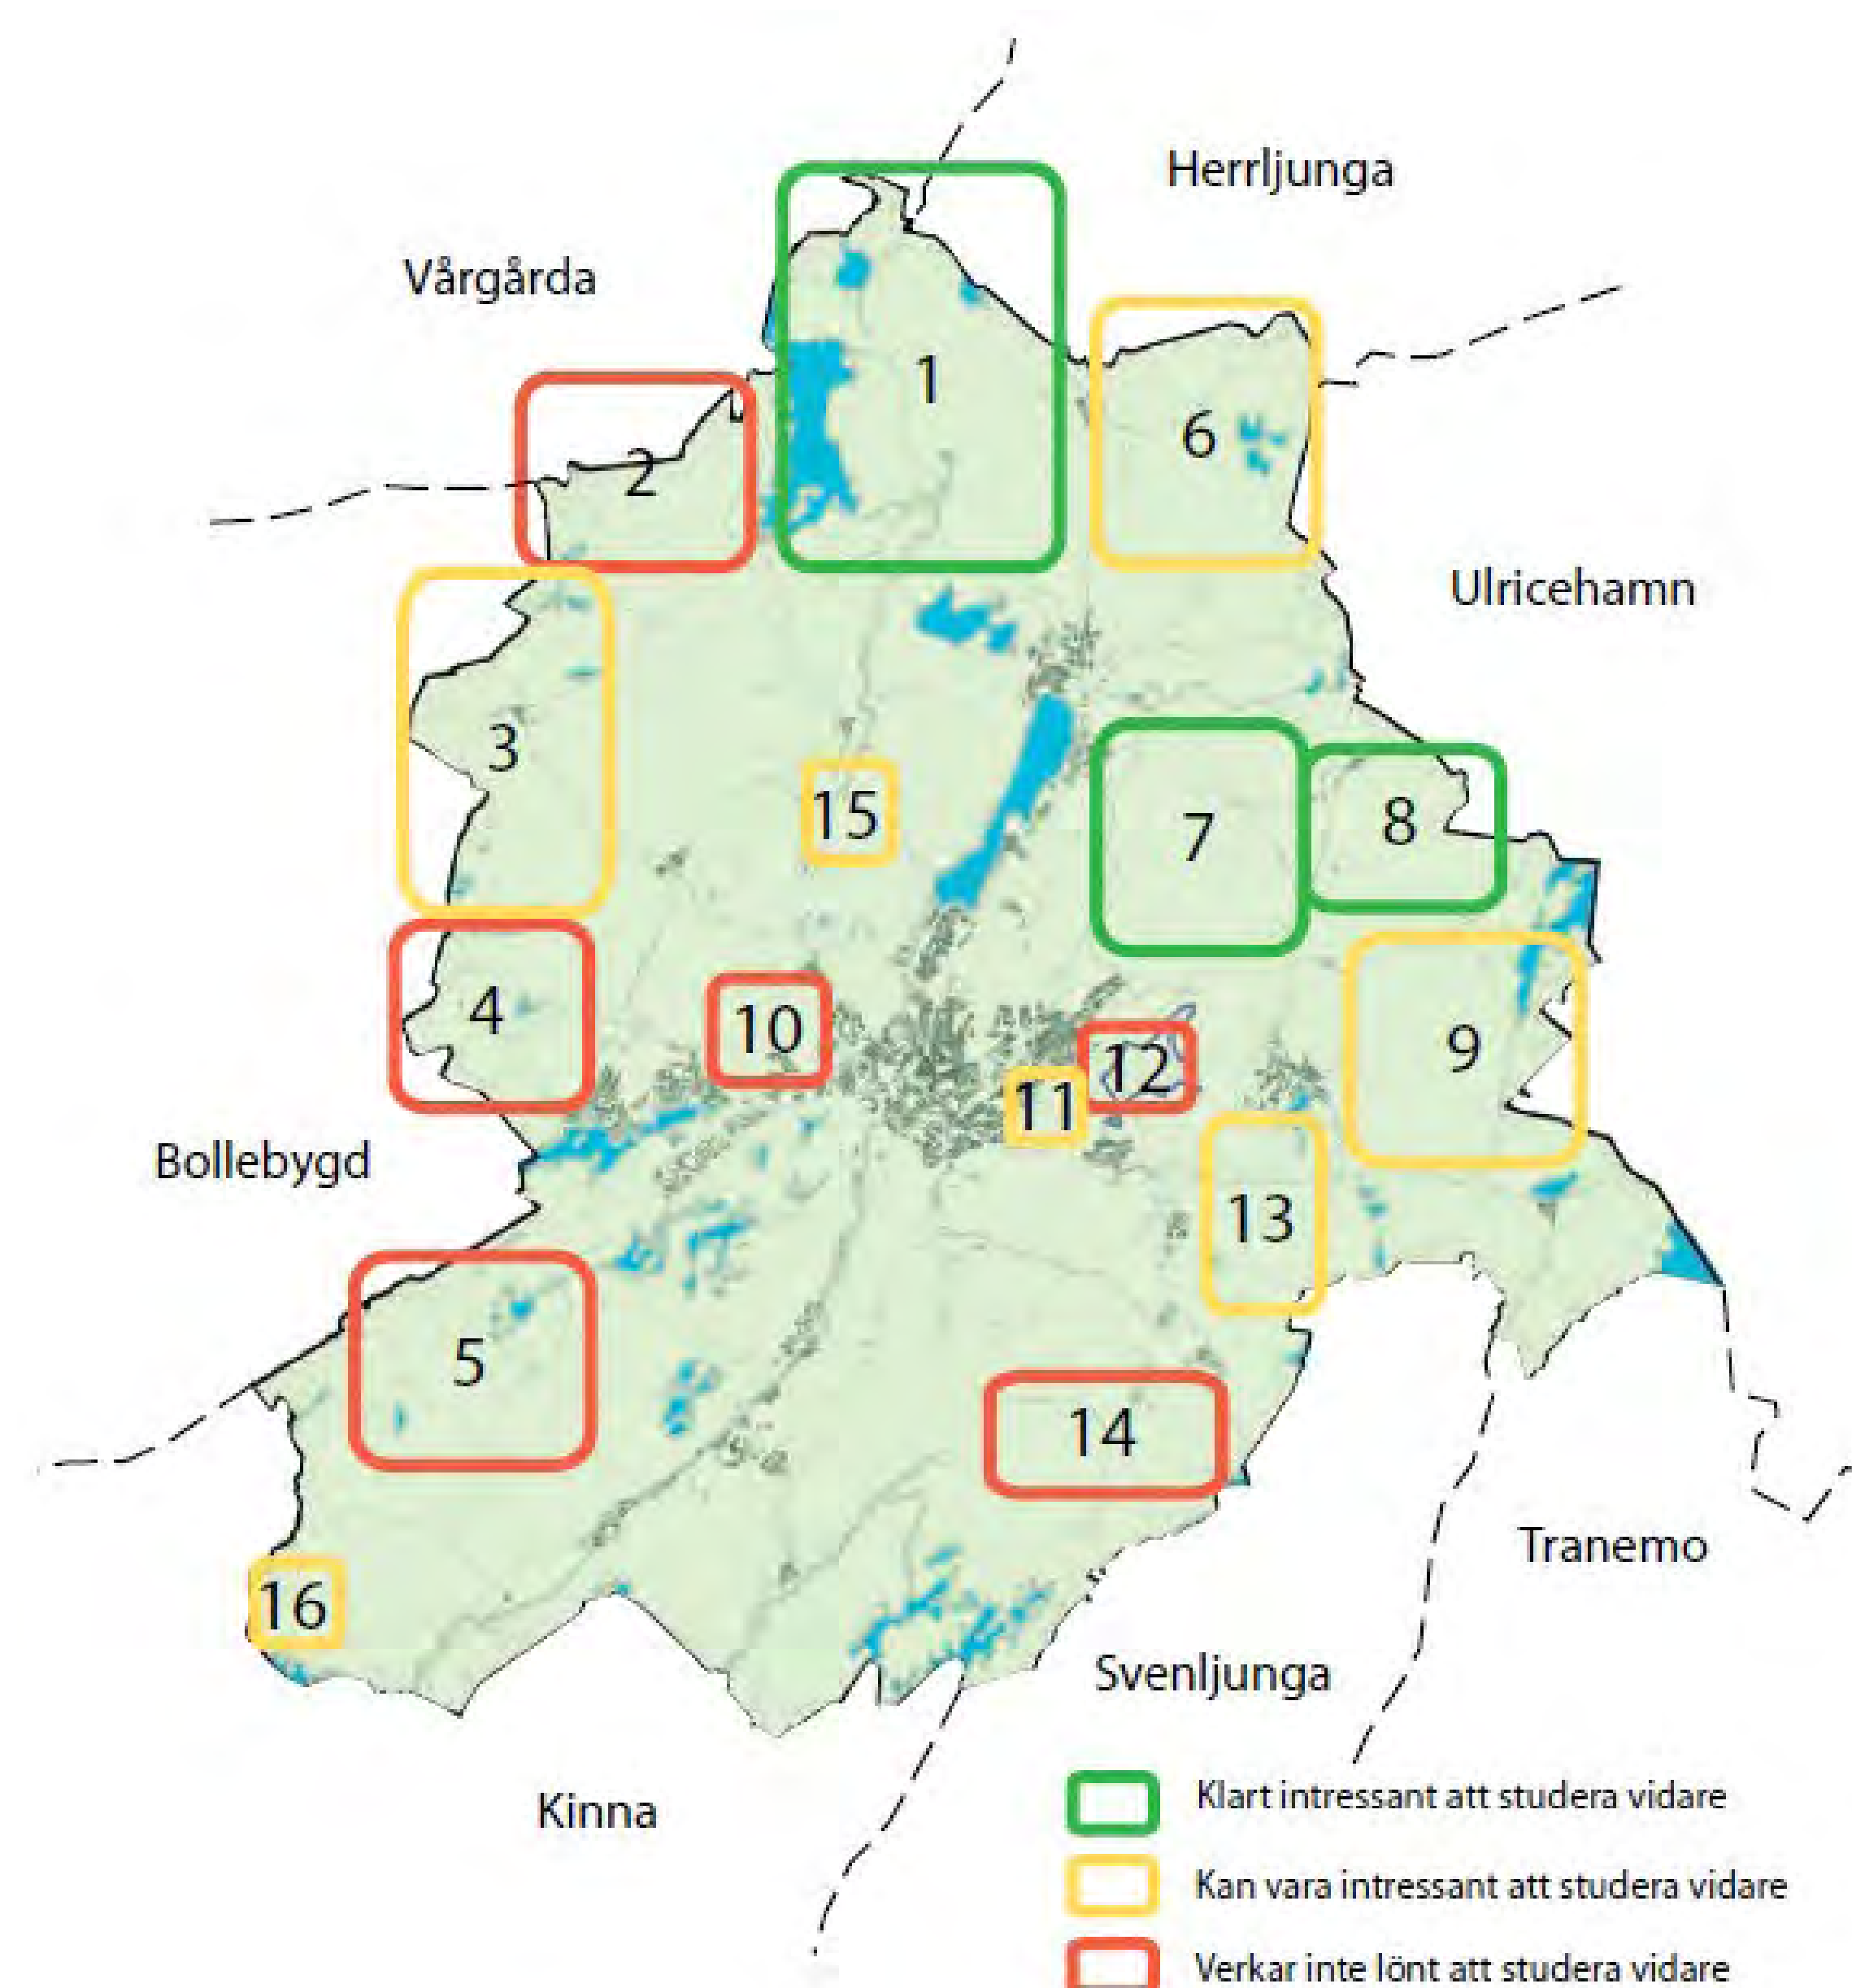 Herrljunga
Vårgårda
1
6
2
Ulricehamn
3
15
7
8
4
10
9
12
11
Bollebygd
13
5
14
Tranemo
16
Svenljunga
Kinna
Klart intressant att studera vidare
Kan vara intressant att studera vidare
Verkar inte lönt att studera vidare